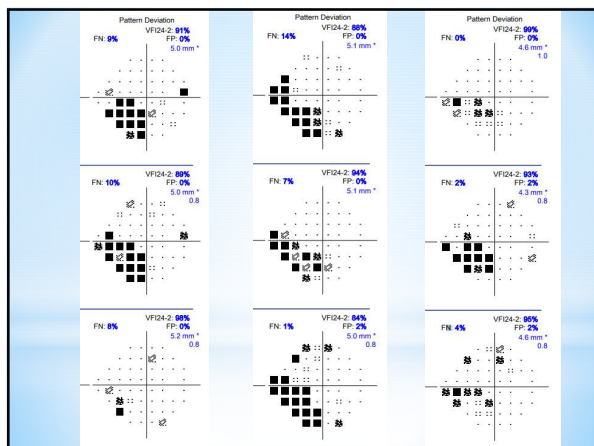 Pattern Deviation
VFI24-2: 91%
FN: 9% FP: 0%
5.0 mm *
Pattern Deviation
VFI24-2: 88%
FN: 14% FP: 0%
5.1 mm *
Pattern Deviation
VFI24-2: 99%
FN: 0% FP: 0%
4.6 mm *
1.0
VFI24-2: 89%
FN: 10% FP: 0%
5.0 mm *
0.8
VFI24-2: 94%
FN: 7% FP: 0%
5.1 mm *
VFI24-2: 93%
FN: 2% FP: 2%
4.3 mm *
0.8
VFI24-2: 98%
FN: 8% FP: 0%
5.2 mm *
0.8
VFI24-2: 84%
FN: 1% FP: 2%
5.0 mm *
0.8
VFI24-2: 95%
FN: 4% FP: 2%
4.6 mm *
0.8